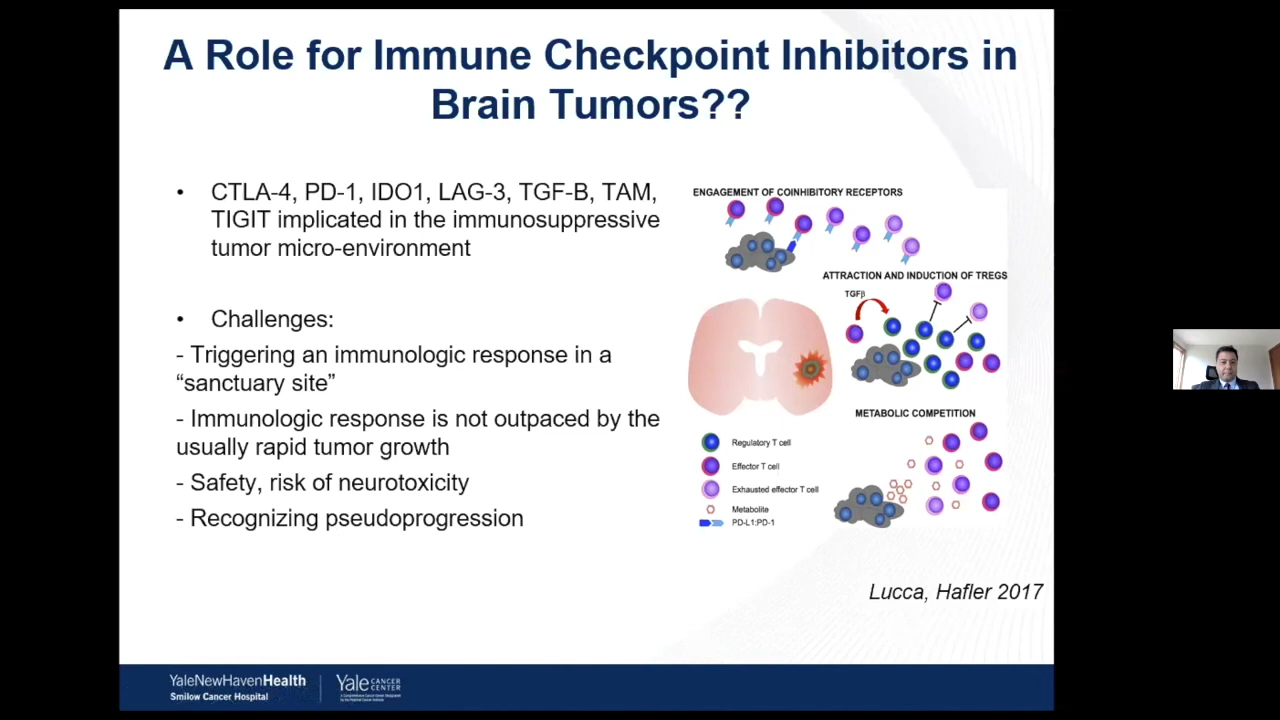 A Role for Immune Checkpoint Inhibitors in
Brain Tumors??
• CTLA-4, PD-1, IDO1, LAG-3, TGF-B, TAM,
TIGIT implicated in the immunosuppressive
tumor micro-environment
• Challenges:
- Triggering an immunologic response in a
“sanctuary site”
- Immunologic response is not outpaced by the
usually rapid tumor growth
- Safety, risk of neurotoxicity
- Recognizing pseudoprogression
ENGAGEMENT OF COINHIBITORY RECEPTORS
ATTRACTION AND INDUCTION OF TREGS
TGFβ
METABOLIC COMPETITION
Regulatory T cell
Effector T cell
Exhausted effector T cell
Metabolite
PD-L1:PD-1
Lucca, Hafler 2017
YaleNewHavenHealth
Smilow Cancer Hospital
Yale CANCER
CENTER